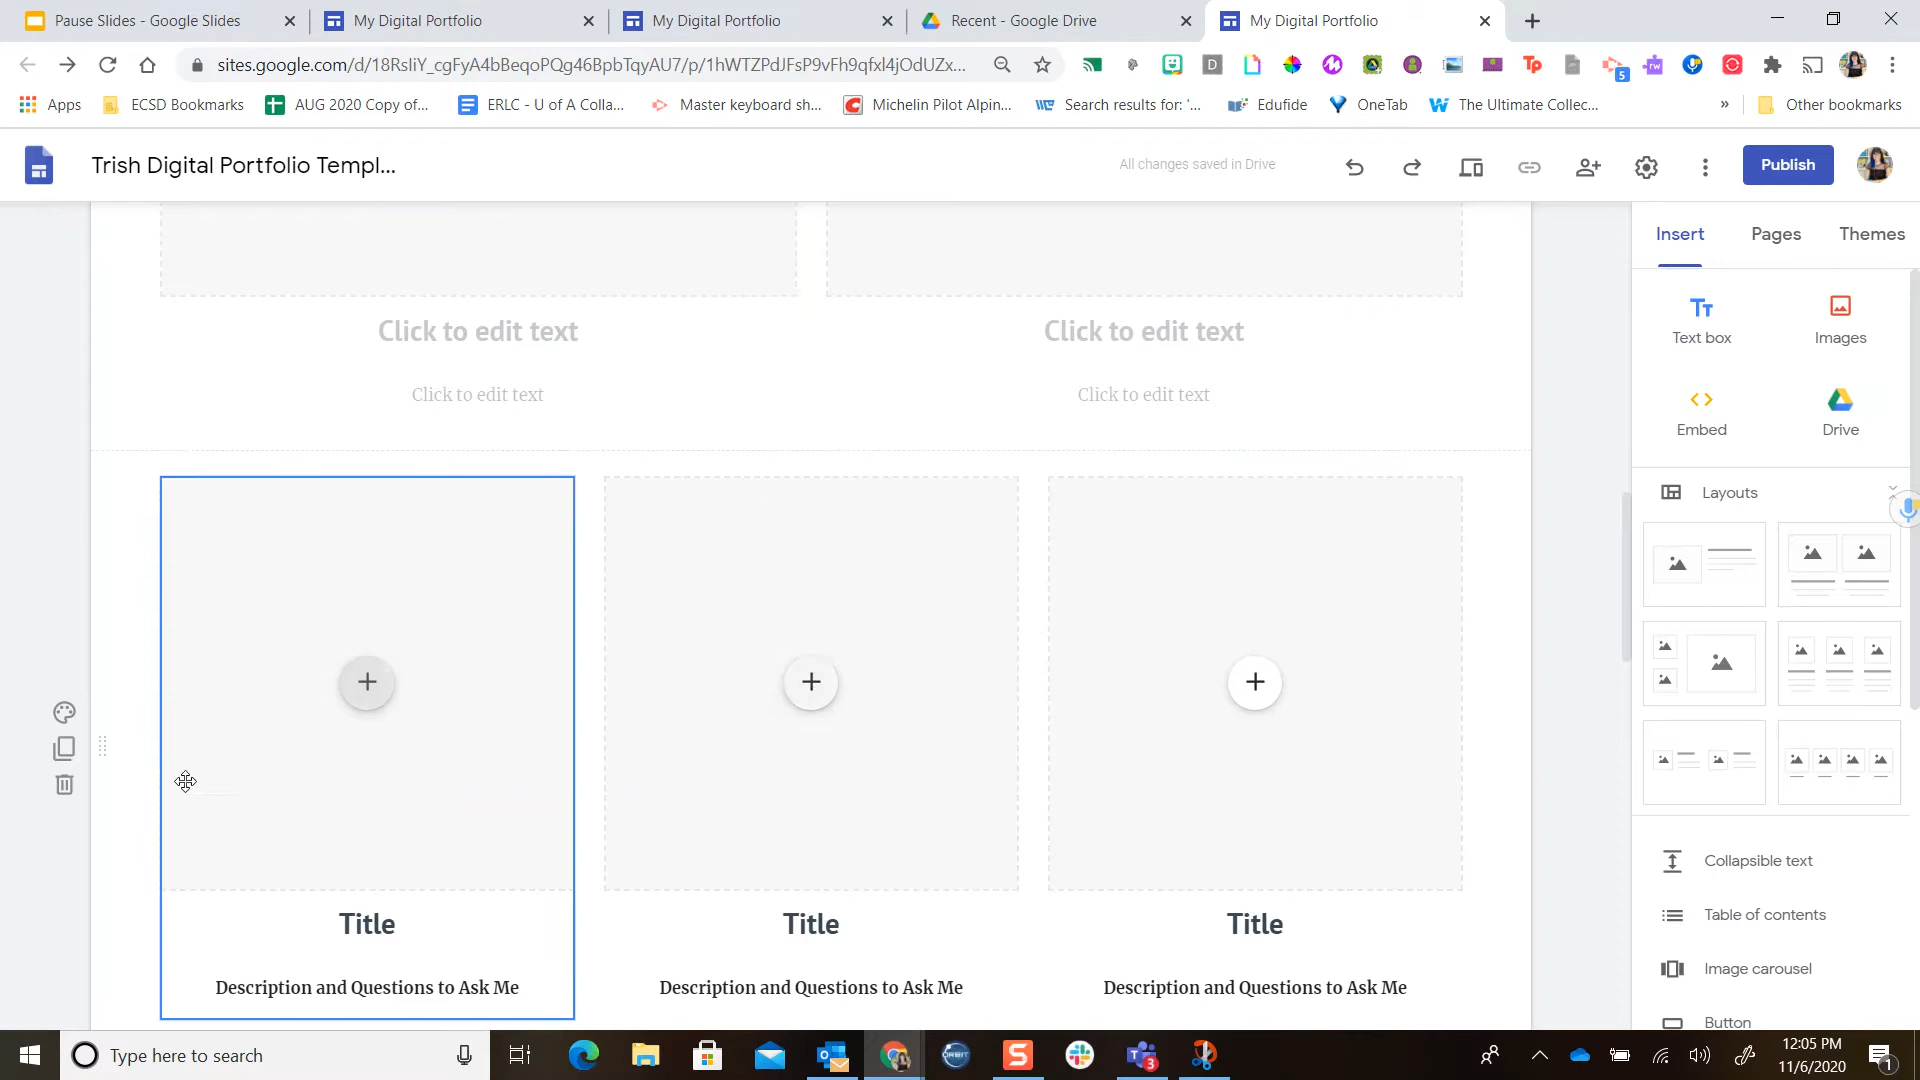 Pause Slides - Google Slides
My Digital Portfolio
My Digital Portfolio
Recent - Google Drive
My Digital Portfolio
Apps
ECSD Bookmarks
AUG 2020 Copy of...
ERLC - U of A Colla...
Master keyboard sh...
Michelin Pilot Alpin...
Search results for: '...
Edufide
OneTab
The Ultimate Collec...
»
Other bookmarks
Trish Digital Portfolio Templ...
All changes saved in Drive
Publish
Insert
Pages
Themes
Tt
Text box
Images
Embed
Drive
Layouts
Click to edit text
Click to edit text
Click to edit text
Click to edit text
Title
Title
Title
Description and Questions to Ask Me
Description and Questions to Ask Me
Description and Questions to Ask Me
Collapsible text
Table of contents
Image carousel
Button
Type here to search
12:05 PM
11/6/2020